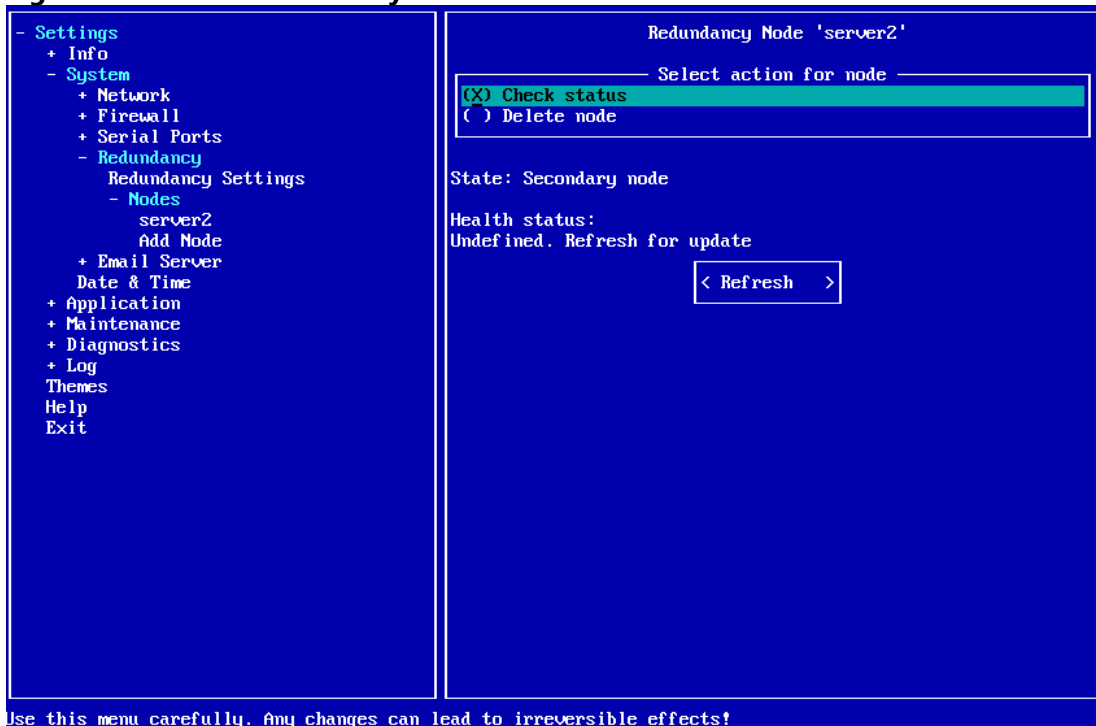 - Settings
+ Info
- System
+ Network
+ Firewall
+ Serial Ports
- Redundancy
Redundancy Settings
- Nodes
server2
Add Node
+ Email Server
Date & Time
+ Application
+ Maintenance
+ Diagnostics
+ Log
Themes
Help
Exit
Redundancy Node 'server2'
Select action for node
(X) Check status
( ) Delete node
State: Secondary node
Health status:
Undefined. Refresh for update
< Refresh >
Use this menu carefully. Any changes can lead to irreversible effects!